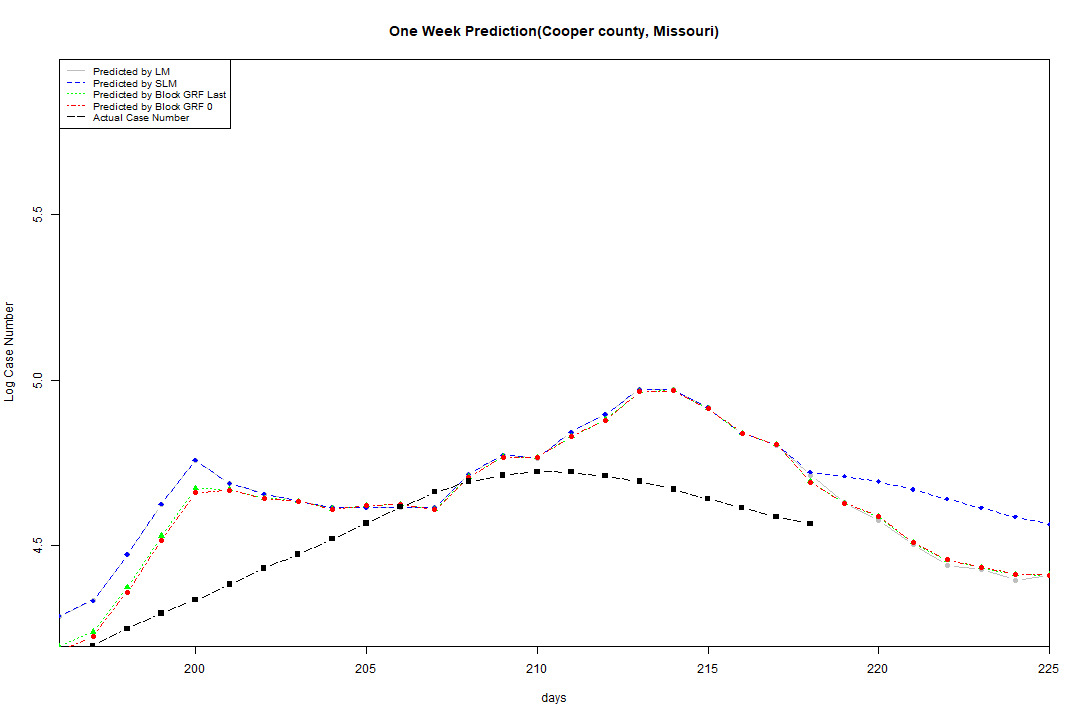 One Week Prediction(Cooper county, Missouri)
Predicted by LM
Predicted by SLM
Predicted by Block GRF Last
Predicted by Block GRF 0
Actual Case Number
5.5
5.0
4.5
Log Case Number
200 205 210 215 220 225
days